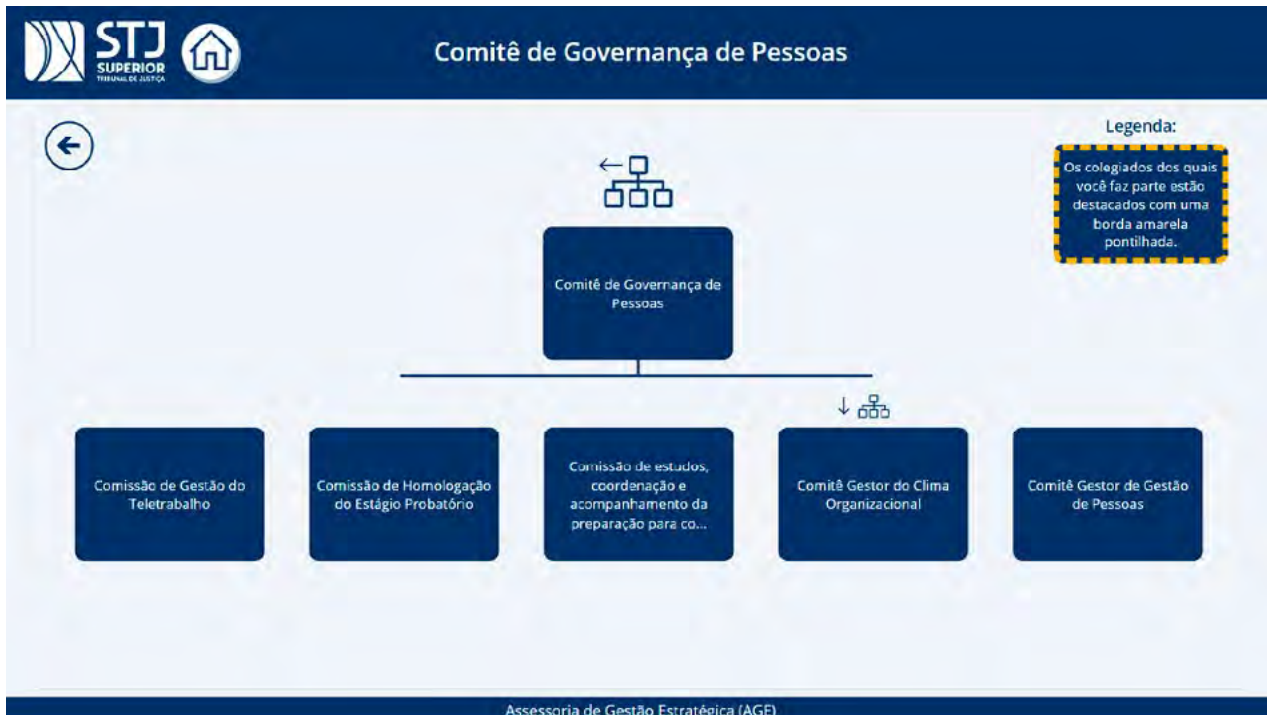 STJ
SUPERIOR
TRIBUNAL DE JUSTIÇA
Comitê de Governança de Pessoas
Legenda:
Os colegiados dos quais
você faz parte estão
destacados com uma
borda amarela
pontilhada.
Comitê de Governança de
Pessoas
Comissão de Gestão do
Teletrabalho
Comissão de Homologação
do Estágio Probatório
Comissão de estudos,
coordenação e
acompanhamento da
preparação para co...
Comitê Gestor do Clima
Organizacional
Comitê Gestor de Gestão
de Pessoas
Assessoria de Gestão Estratégica (AGE)